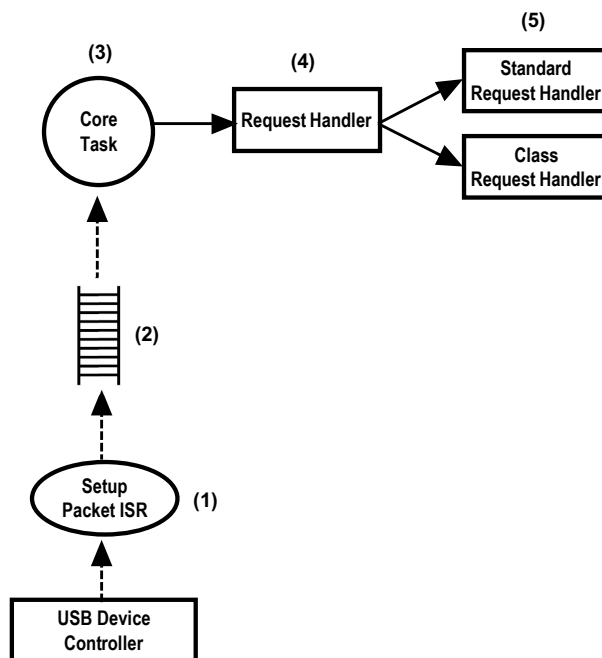 (5)
(3)
(4)
Standard
Request Handler
Core
Task
Request Handler
Class
Request Handler
(2)
Setup
Packet ISR
(1)
USB Device
Controller